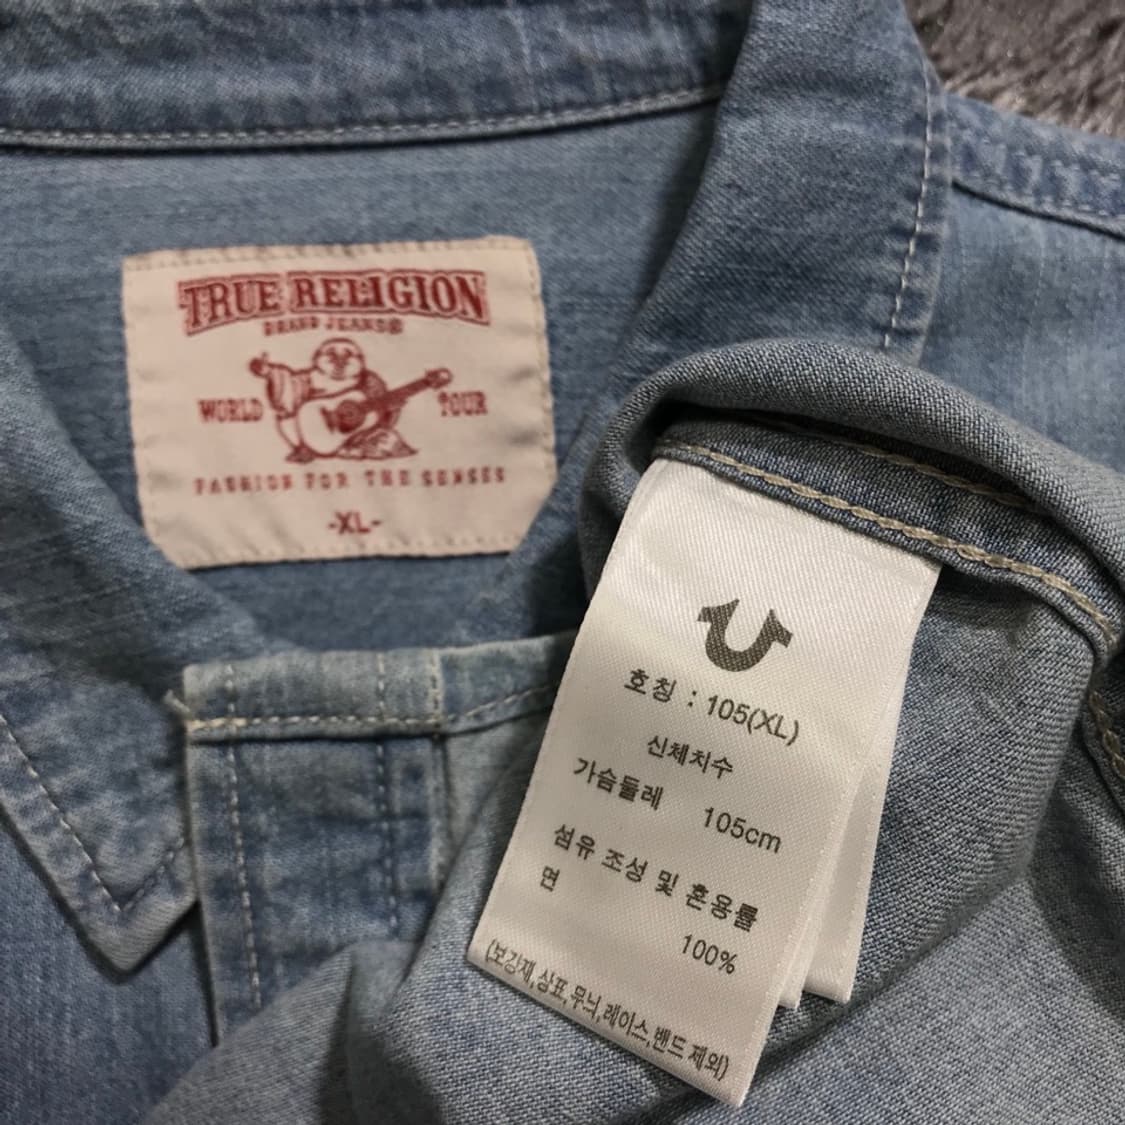 TRUE RELIGION
BRAND JEANS®
WORLD TOUR
FASHION FOR THE SENSES
-XL-
호칭 : 105(XL)
신체치수
가슴둘레 105cm
섬유 조성 및 혼용률
면 100%
(보강재,상표,무늬,레이스,밴드 제외)